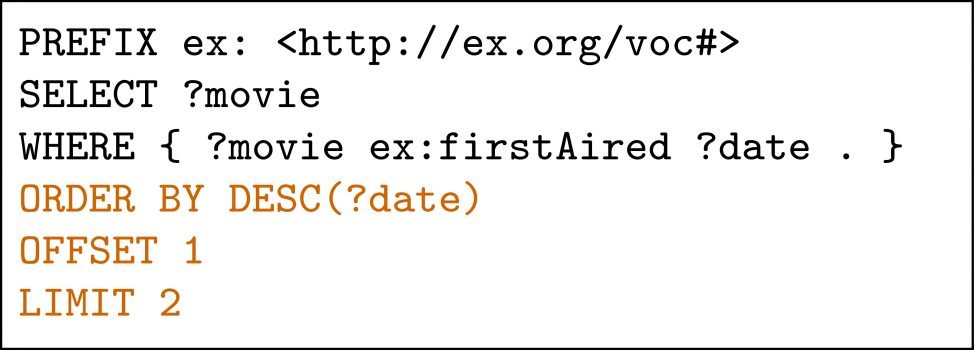 PREFIX ex: <http://ex.org/voc#>
SELECT ?movie
WHERE { ?movie ex:firstAired ?date . }
ORDER BY DESC(?date)
OFFSET 1
LIMIT 2